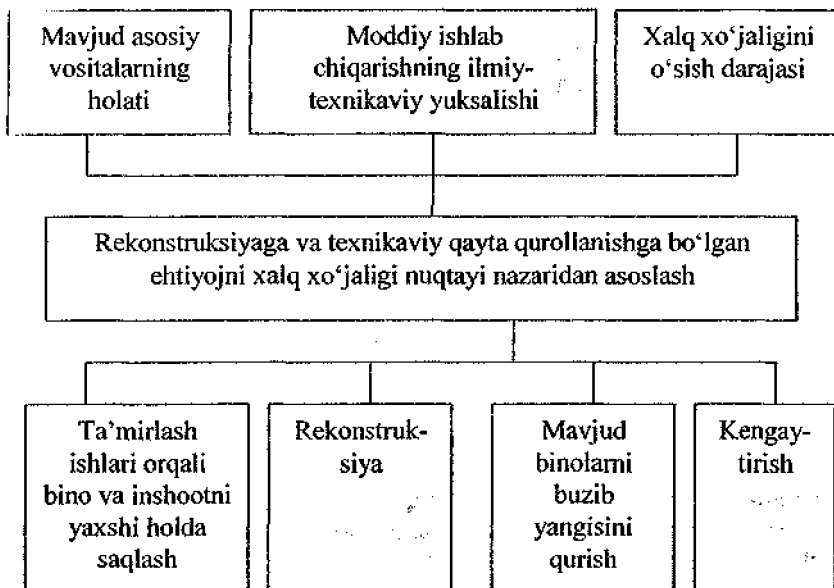 Mavjud asosiy
vositalarning
holati
Moddiy ishlab
chiqarishning ilmiy-
texnikaviy yuksalishi
Xalq xo‘jaligini
o‘sish darajasi
Rekonstruksiyaga va texnikaviy qayta qurollanishga bo‘lgan
ehtiyojni xalq xo‘jaligi nuqtayi nazaridan asoslash
Ta’mirlash
ishlari orqali
bino va inshootni
yaxshi holda
saqlash
Rekonstruk-
siya
Mavjud
binolarni
buzib
yangisini
qurish
Kengay-
tirish